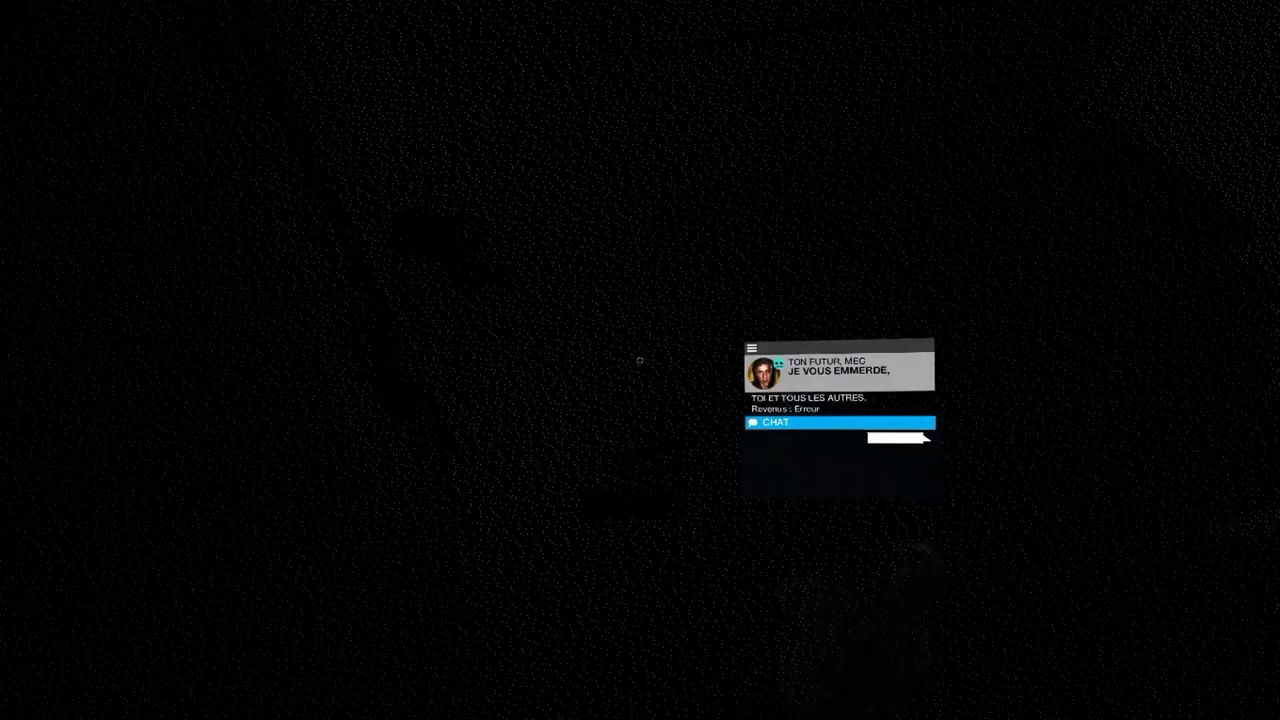 TON FUTUR, MEC
JE VOUS EMMERDE,
TOI ET TOUS LES AUTRES.
Revenus : Erreur
CHAT